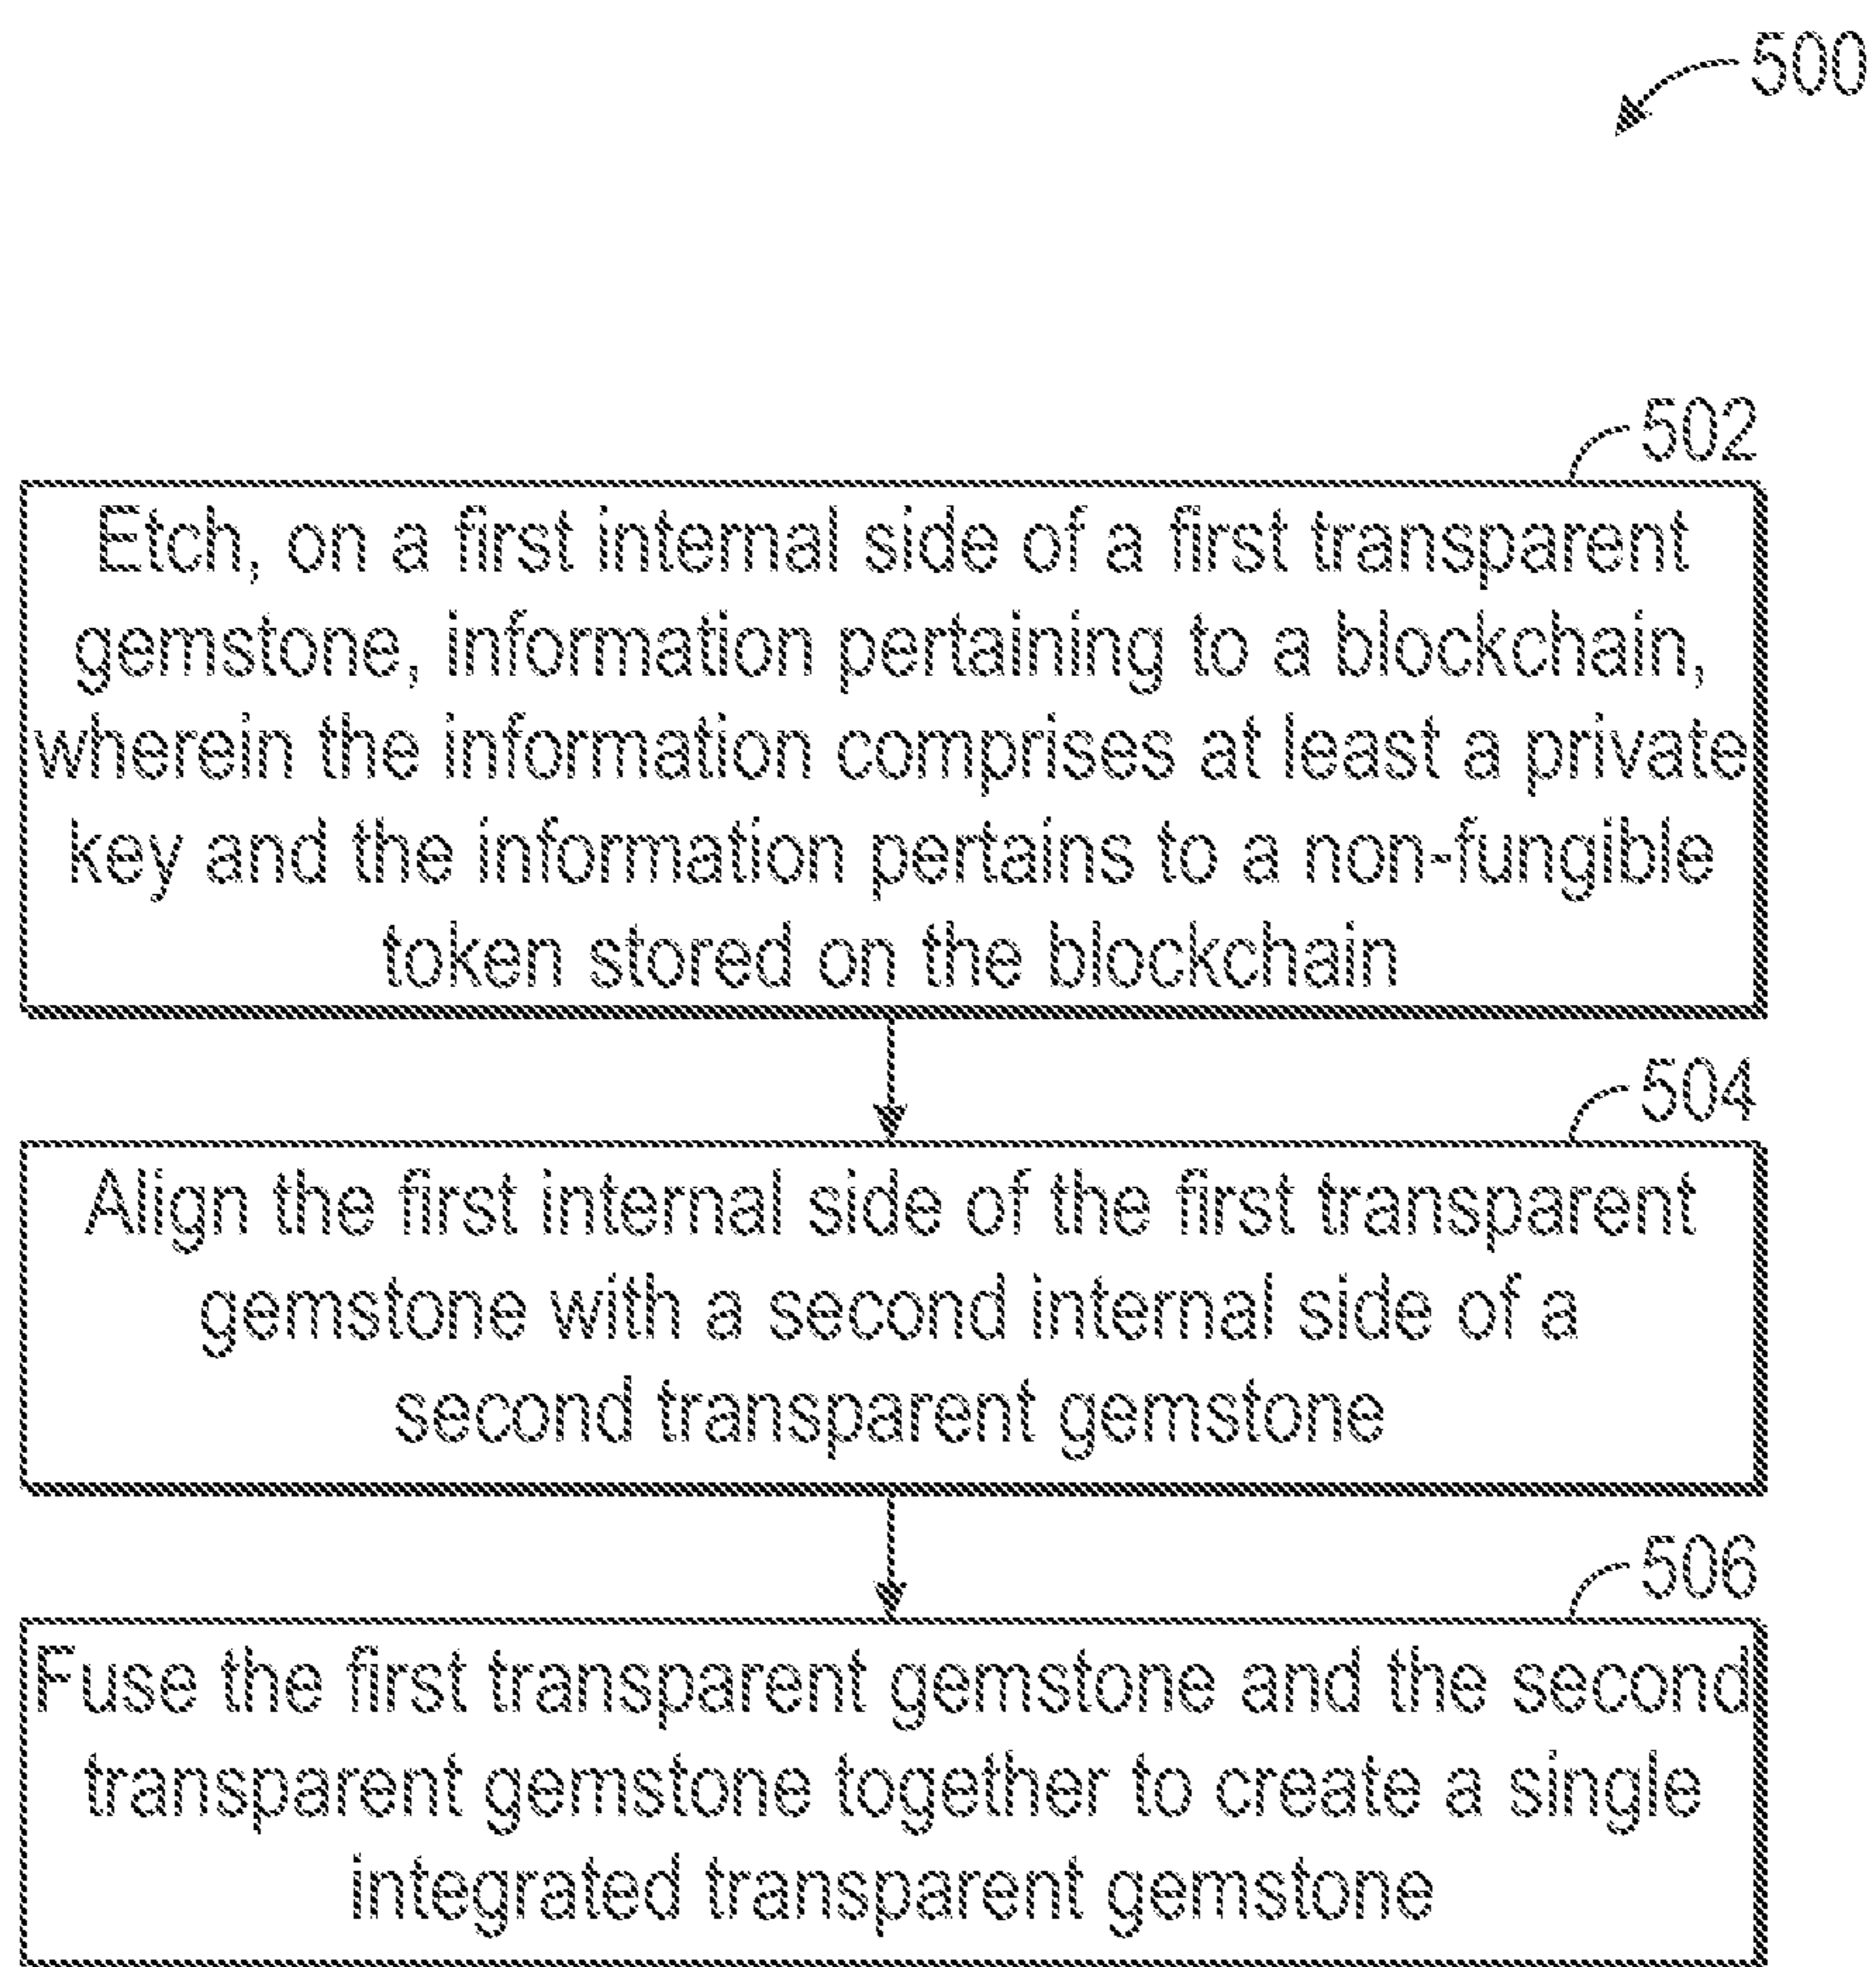 500
502
Etch, on a first internal side of a first transparent
gemstone, information pertaining to a blockchain,
wherein the information comprises at least a private
key and the information pertains to a non-fungible
token stored on the blockchain
504
Align the first internal side of the first transparent
gemstone with a second internal side of a
second transparent gemstone
506
Fuse the first transparent gemstone and the second
transparent gemstone together to create a single
integrated transparent gemstone